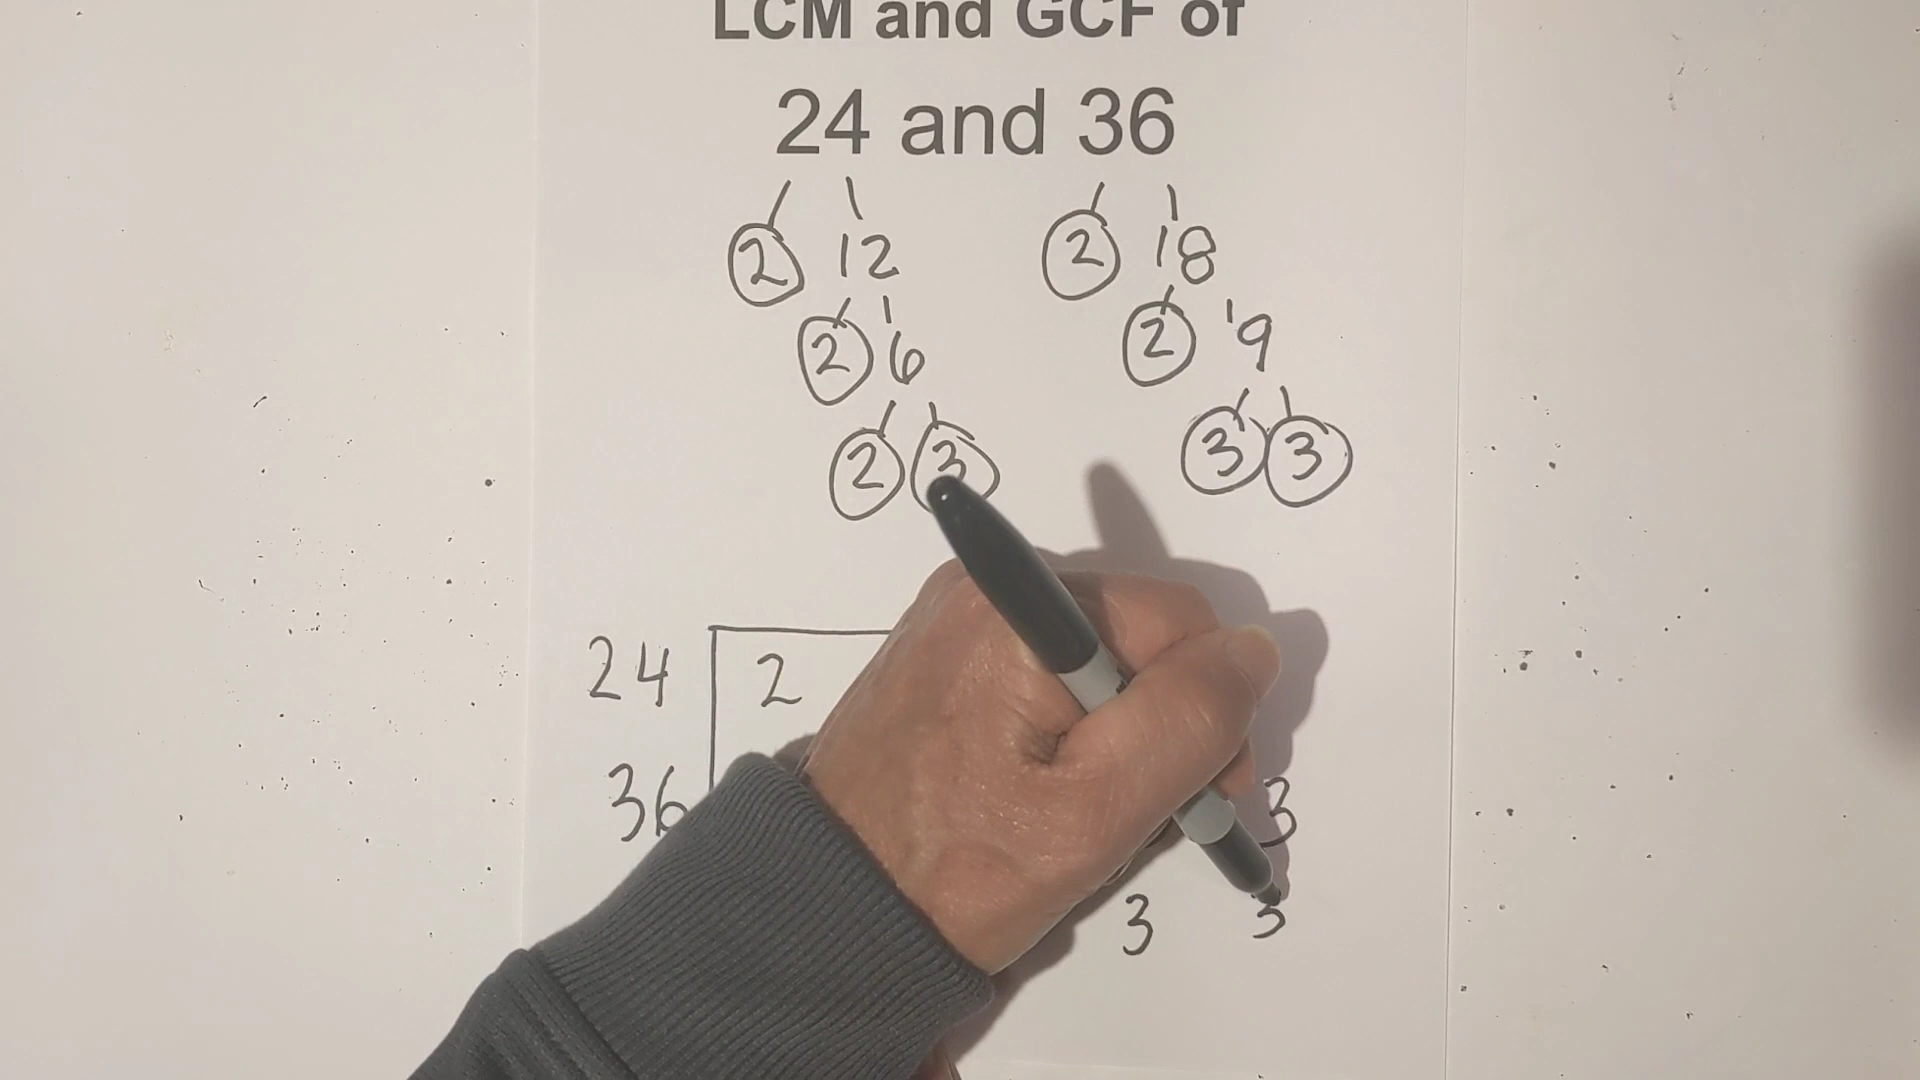 LCM and GCF of
24 and 36
2 12 2 18
2 6 2 9
2 3 3 3
24 2
36 3
3 3